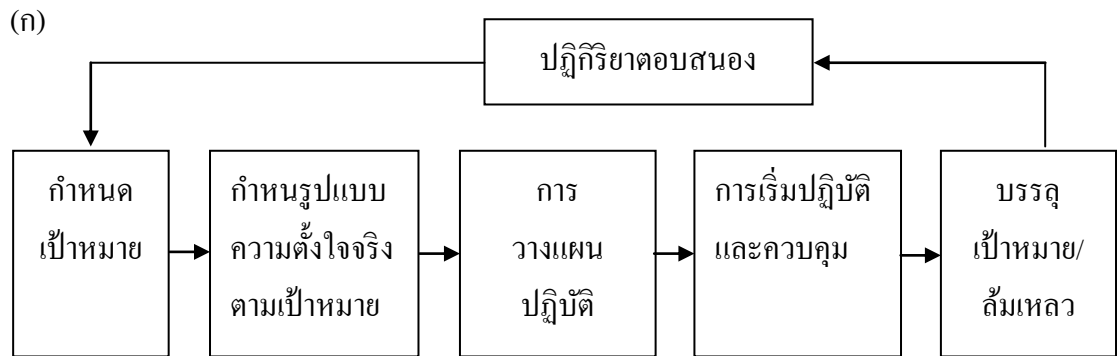 (ก)
ปฏิกิริยาตอบสนอง
กำหนด
เป้าหมาย
กำหนรูปแบบ
ความตั้งใจจริง
ตามเป้าหมาย
การ
วางแผน
ปฏิบัติ
การเริ่มปฏิบัติ
และควบคุม
บรรลุ
เป้าหมาย/
ล้มเหลว